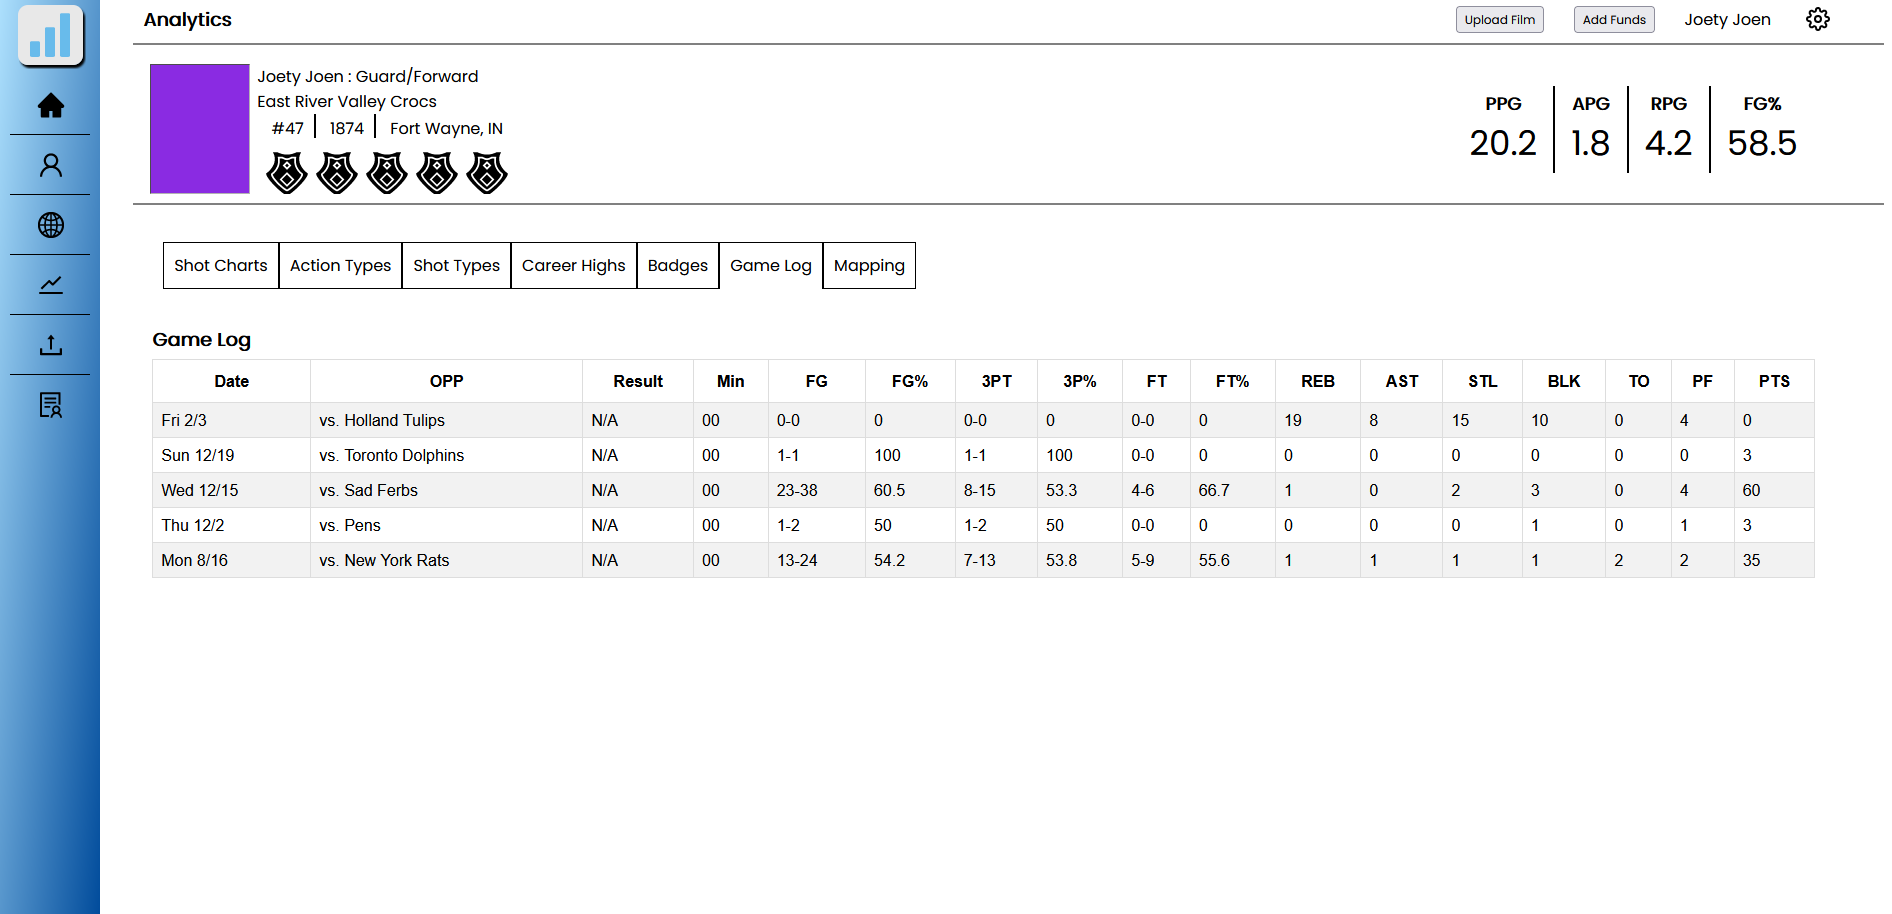 Analytics
Upload Film Add Funds Joety Joen
Joety Joen : Guard/Forward
East River Valley Crocs
#47 1874 Fort Wayne, IN
PPG APG RPG FG%
20.2 1.8 4.2 58.5
Shot Charts Action Types Shot Types Career Highs Badges Game Log Mapping
Game Log
Date OPP Result Min FG FG% 3PT 3P% FT FT% REB AST STL BLK TO PF PTS
Fri 2/3 vs. Holland Tulips N/A 00 0-0 0 0-0 0 0-0 0 19 8 15 10 0 4 0
Sun 12/19 vs. Toronto Dolphins N/A 00 1-1 100 1-1 100 0-0 0 0 0 0 0 0 0 3
Wed 12/15 vs. Sad Ferbs N/A 00 23-38 60.5 8-15 53.3 4-6 66.7 1 0 2 3 0 4 60
Thu 12/2 vs. Pens N/A 00 1-2 50 1-2 50 0-0 0 0 0 0 1 0 1 3
Mon 8/16 vs. New York Rats N/A 00 13-24 54.2 7-13 53.8 5-9 55.6 1 1 1 1 2 2 35